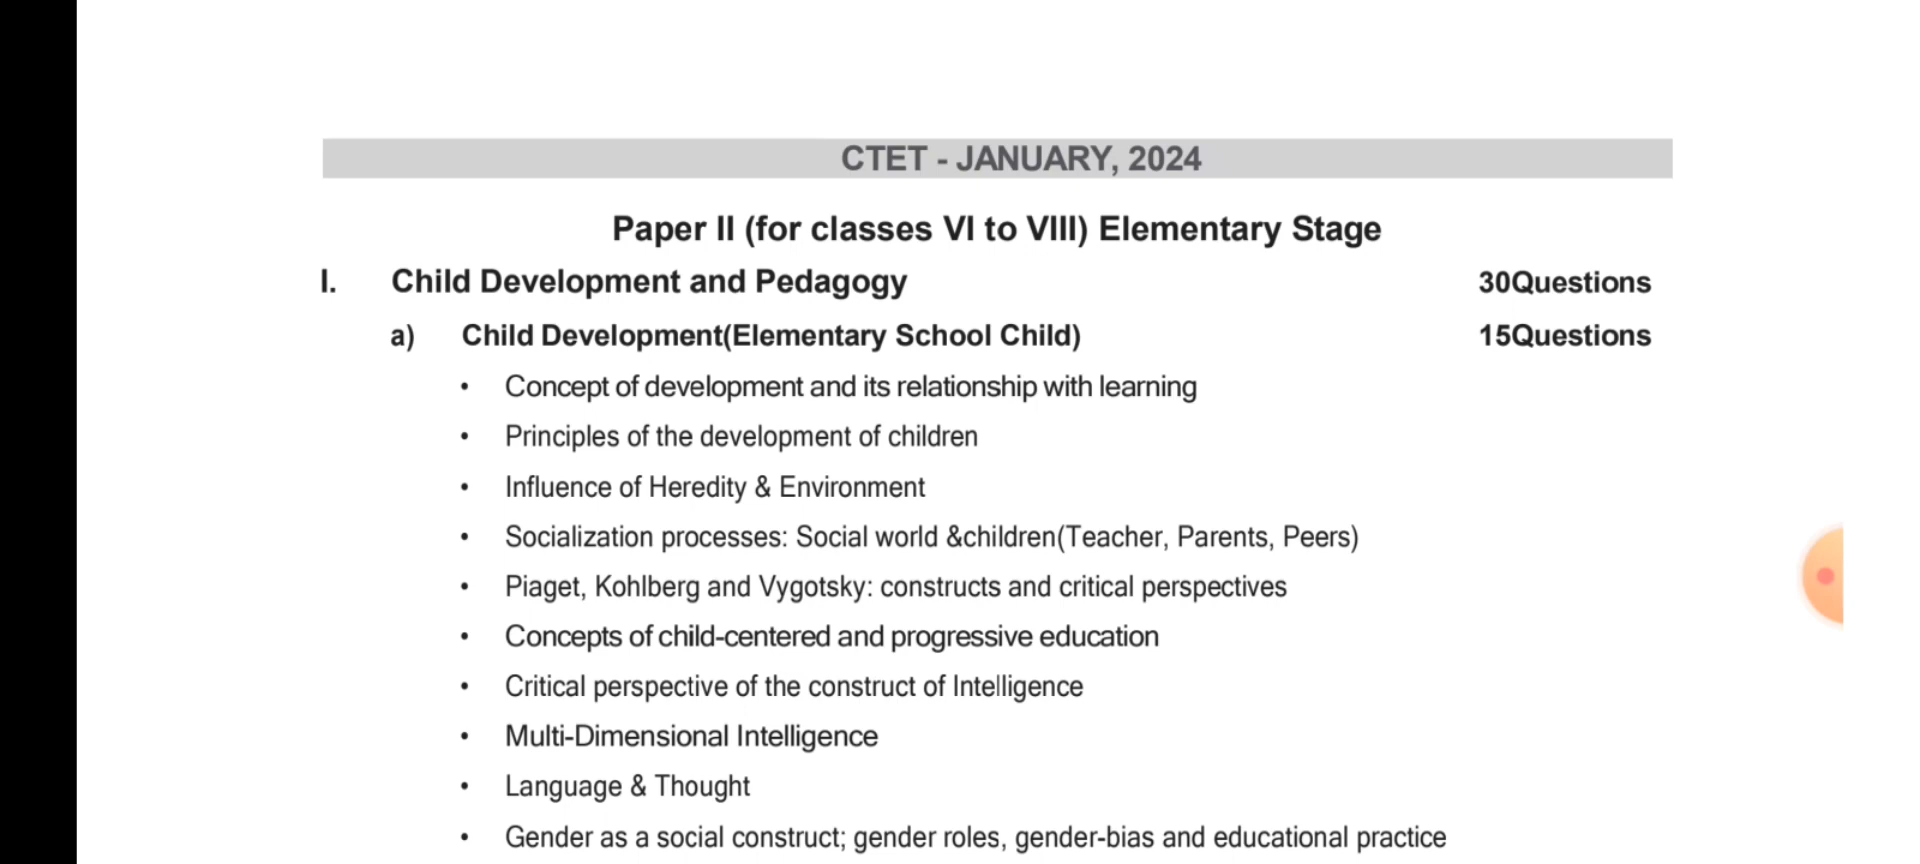 CTET - JANUARY, 2024
Paper II (for classes VI to VIII) Elementary Stage
I. Child Development and Pedagogy 30Questions
a) Child Development(Elementary School Child) 15Questions
• Concept of development and its relationship with learning
• Principles of the development of children
• Influence of Heredity & Environment
• Socialization processes: Social world &children(Teacher, Parents, Peers)
• Piaget, Kohlberg and Vygotsky: constructs and critical perspectives
• Concepts of child-centered and progressive education
• Critical perspective of the construct of Intelligence
• Multi-Dimensional Intelligence
• Language & Thought
• Gender as a social construct; gender roles, gender-bias and educational practice